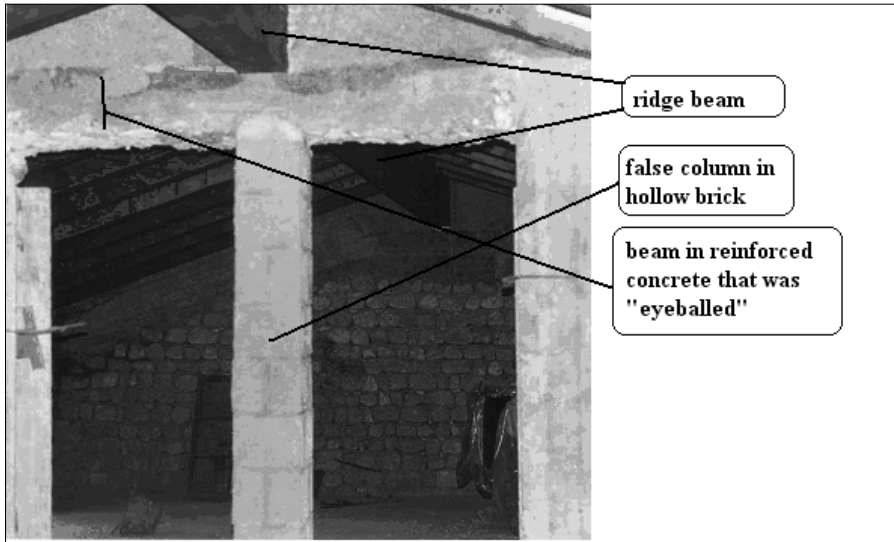 ridge beam
false column in
hollow brick
beam in reinforced
concrete that was
"eyeballed"